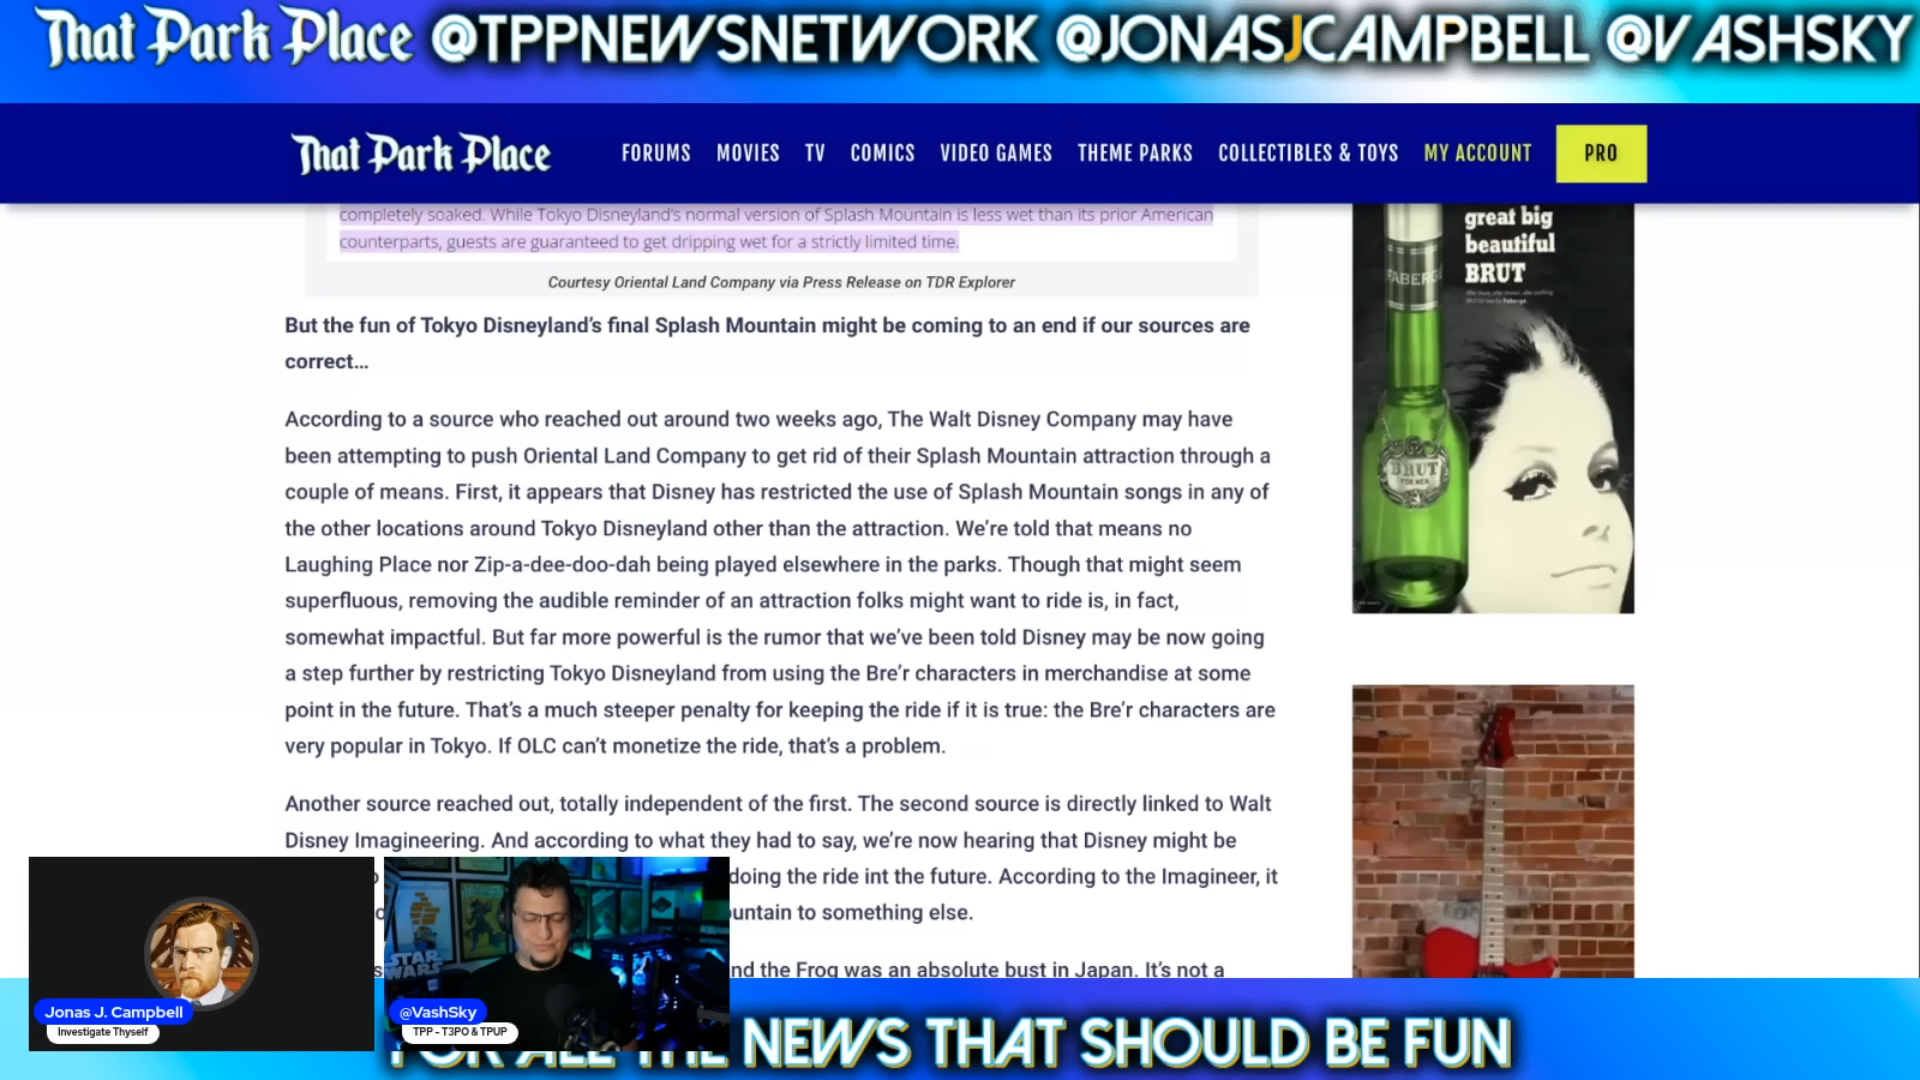 That Park Place @TPPNEWSNETWORK @JONASJCAMPBELL @VASHSKY
That Park Place FORUMS MOVIES TV COMICS VIDEO GAMES THEME PARKS COLLECTIBLES & TOYS MY ACCOUNT PRO
completely soaked. While Tokyo Disneyland's normal version of Splash Mountain is less wet than its prior American
counterparts, guests are guaranteed to get dripping wet for a strictly limited time.
Courtesy Oriental Land Company via Press Release on TDR Explorer
But the fun of Tokyo Disneyland's final Splash Mountain might be coming to an end if our sources are
correct…
According to a source who reached out around two weeks ago, The Walt Disney Company may have
been attempting to push Oriental Land Company to get rid of their Splash Mountain attraction through a
couple of means. First, it appears that Disney has restricted the use of Splash Mountain songs in any of
the other locations around Tokyo Disneyland other than the attraction. We're told that means no
Laughing Place nor Zip-a-dee-doo-dah being played elsewhere in the parks. Though that might seem
superfluous, removing the audible reminder of an attraction folks might want to ride is, in fact,
somewhat impactful. But far more powerful is the rumor that we've been told Disney may be now going
a step further by restricting Tokyo Disneyland from using the Bre'r characters in merchandise at some
point in the future. That's a much steeper penalty for keeping the ride if it is true: the Bre'r characters are
very popular in Tokyo. If OLC can't monetize the ride, that's a problem.
Another source reached out, totally independent of the first. The second source is directly linked to Walt
Disney Imagineering. And according to what they had to say, we're now hearing that Disney might be
doing the ride int the future. According to the Imagineer, it
untain to something else.
nd the Frog was an absolute bust in Japan. It's not a
great big
beautiful
BRUT
FABERG
BRUT
FOR MEN
STAR
WARS
Jonas J. Campbell
Investigate Thyself
@VashSky
TPP - T3PO & TPUP
FOR ALL THE NEWS THAT SHOULD BE FUN